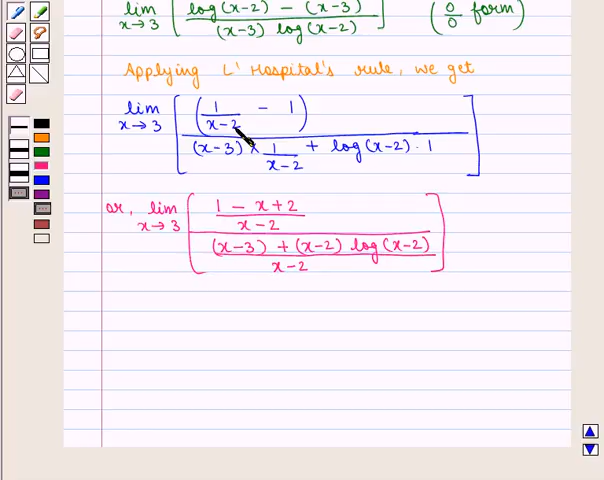 lim x→3 [ (log(x-2) - (x-3)) / ((x-3) log(x-2)) ] (0/0 form)
Applying L' Hospital's rule, we get
lim x→3 [ (1/(x-2) - 1) / ((x-3) × 1/(x-2) + log(x-2) · 1) ]
or, lim x→3 [ ((1 - x+2)/(x-2)) / (((x-3) + (x-2) log(x-2))/(x-2)) ]